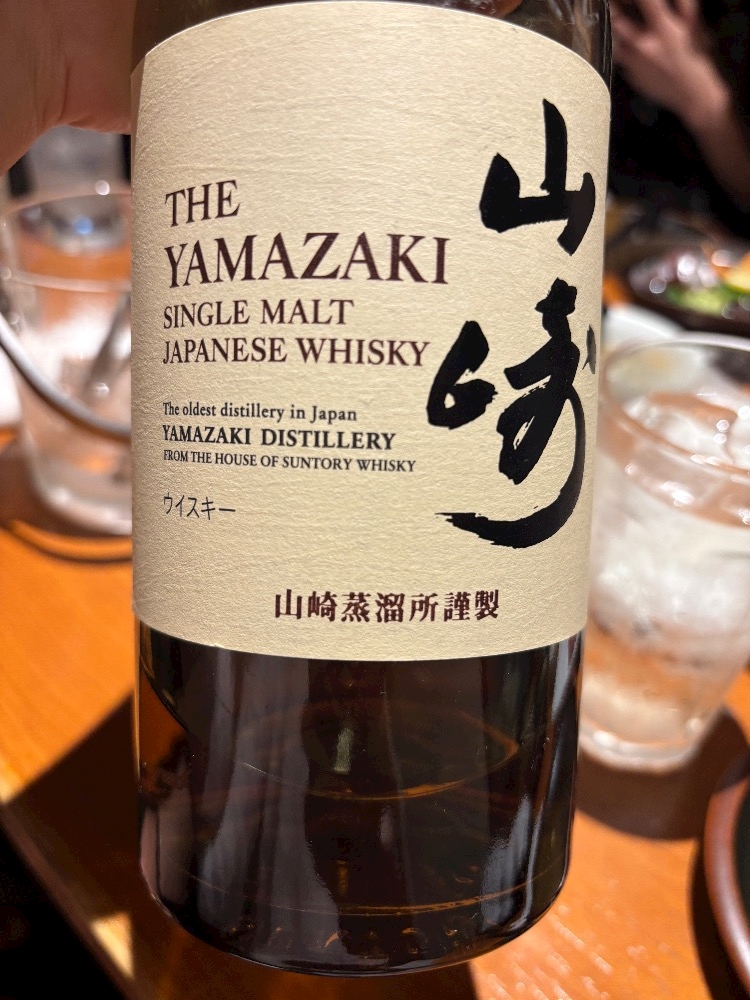 THE
YAMAZAKI
SINGLE MALT
JAPANESE WHISKY
The oldest distillery in Japan
YAMAZAKI DISTILLERY
FROM THE HOUSE OF SUNTORY WHISKY
ウイスキー
山崎
山崎蒸溜所謹製